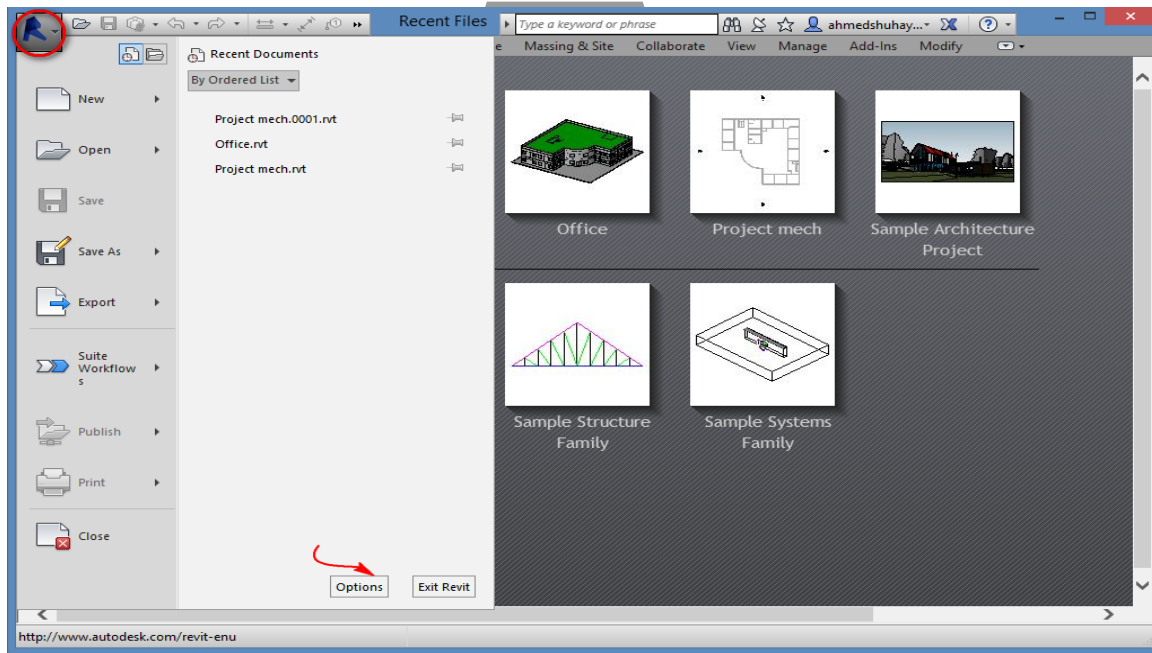 Recent Files
Type a keyword or phrase
ahmedshuhay...
?
e Massing & Site Collaborate View Manage Add-Ins Modify
Recent Documents
By Ordered List
New
Open
Save
Save As
Export
Suite
Workflow
s
Publish
Print
Close
Project mech.0001.rvt
Office.rvt
Project mech.rvt
Options
Exit Revit
Office
Project mech
Sample Architecture
Project
Sample Structure
Family
Sample Systems
Family
http://www.autodesk.com/revit-enu